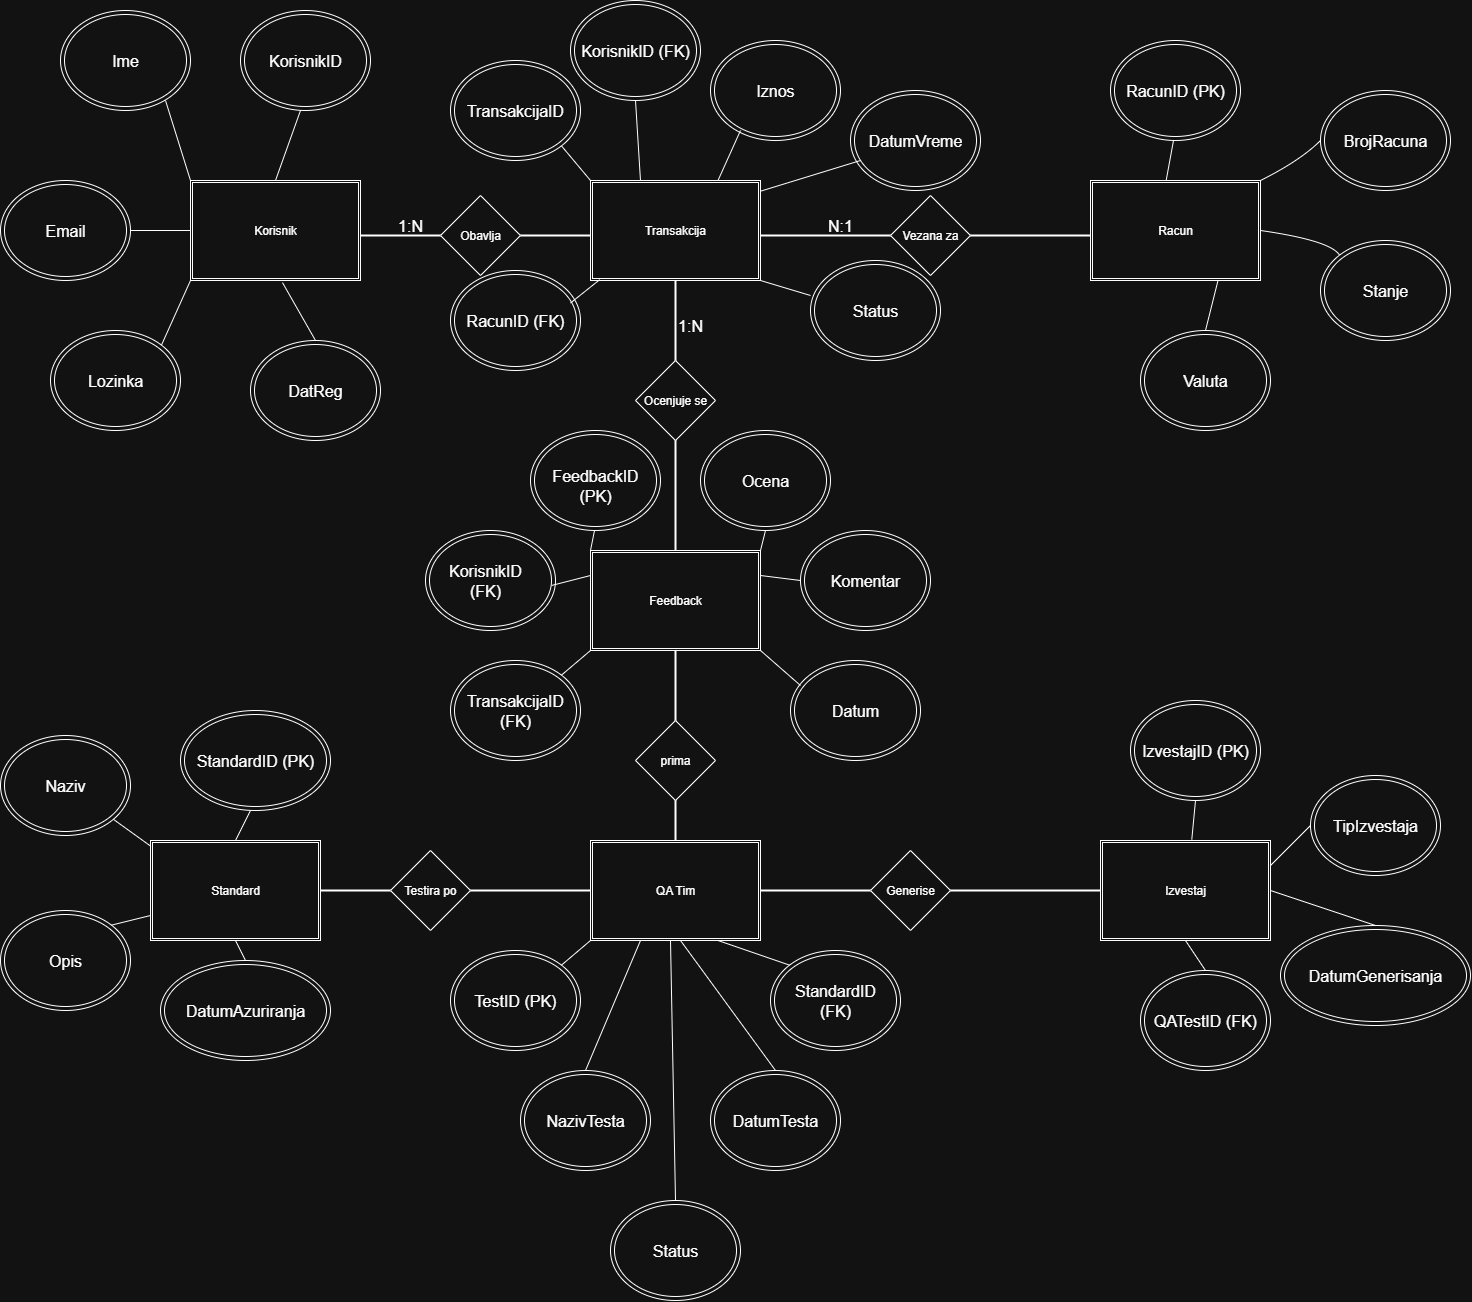 Ime
KorisnikID
KorisnikID (FK)
TransakcijaID
Iznos
DatumVreme
RacunID (PK)
BrojRacuna
Email
Korisnik
1:N
Obavlja
Transakcija
N:1
Vezana za
Racun
Stanje
RacunID (FK)
Status
1:N
Lozinka
DatReg
Valuta
Ocenjuje se
FeedbackID
(PK)
Ocena
KorisnikID
(FK)
Feedback
Komentar
TransakcijaID
(FK)
Datum
prima
Naziv
StandardID (PK)
IzvestajID (PK)
TipIzvestaja
Standard
Testira po
QA Tim
Generise
Izvestaj
Opis
DatumAzuriranja
TestID (PK)
StandardID
(FK)
DatumGenerisanja
QATestID (FK)
NazivTesta
DatumTesta
Status